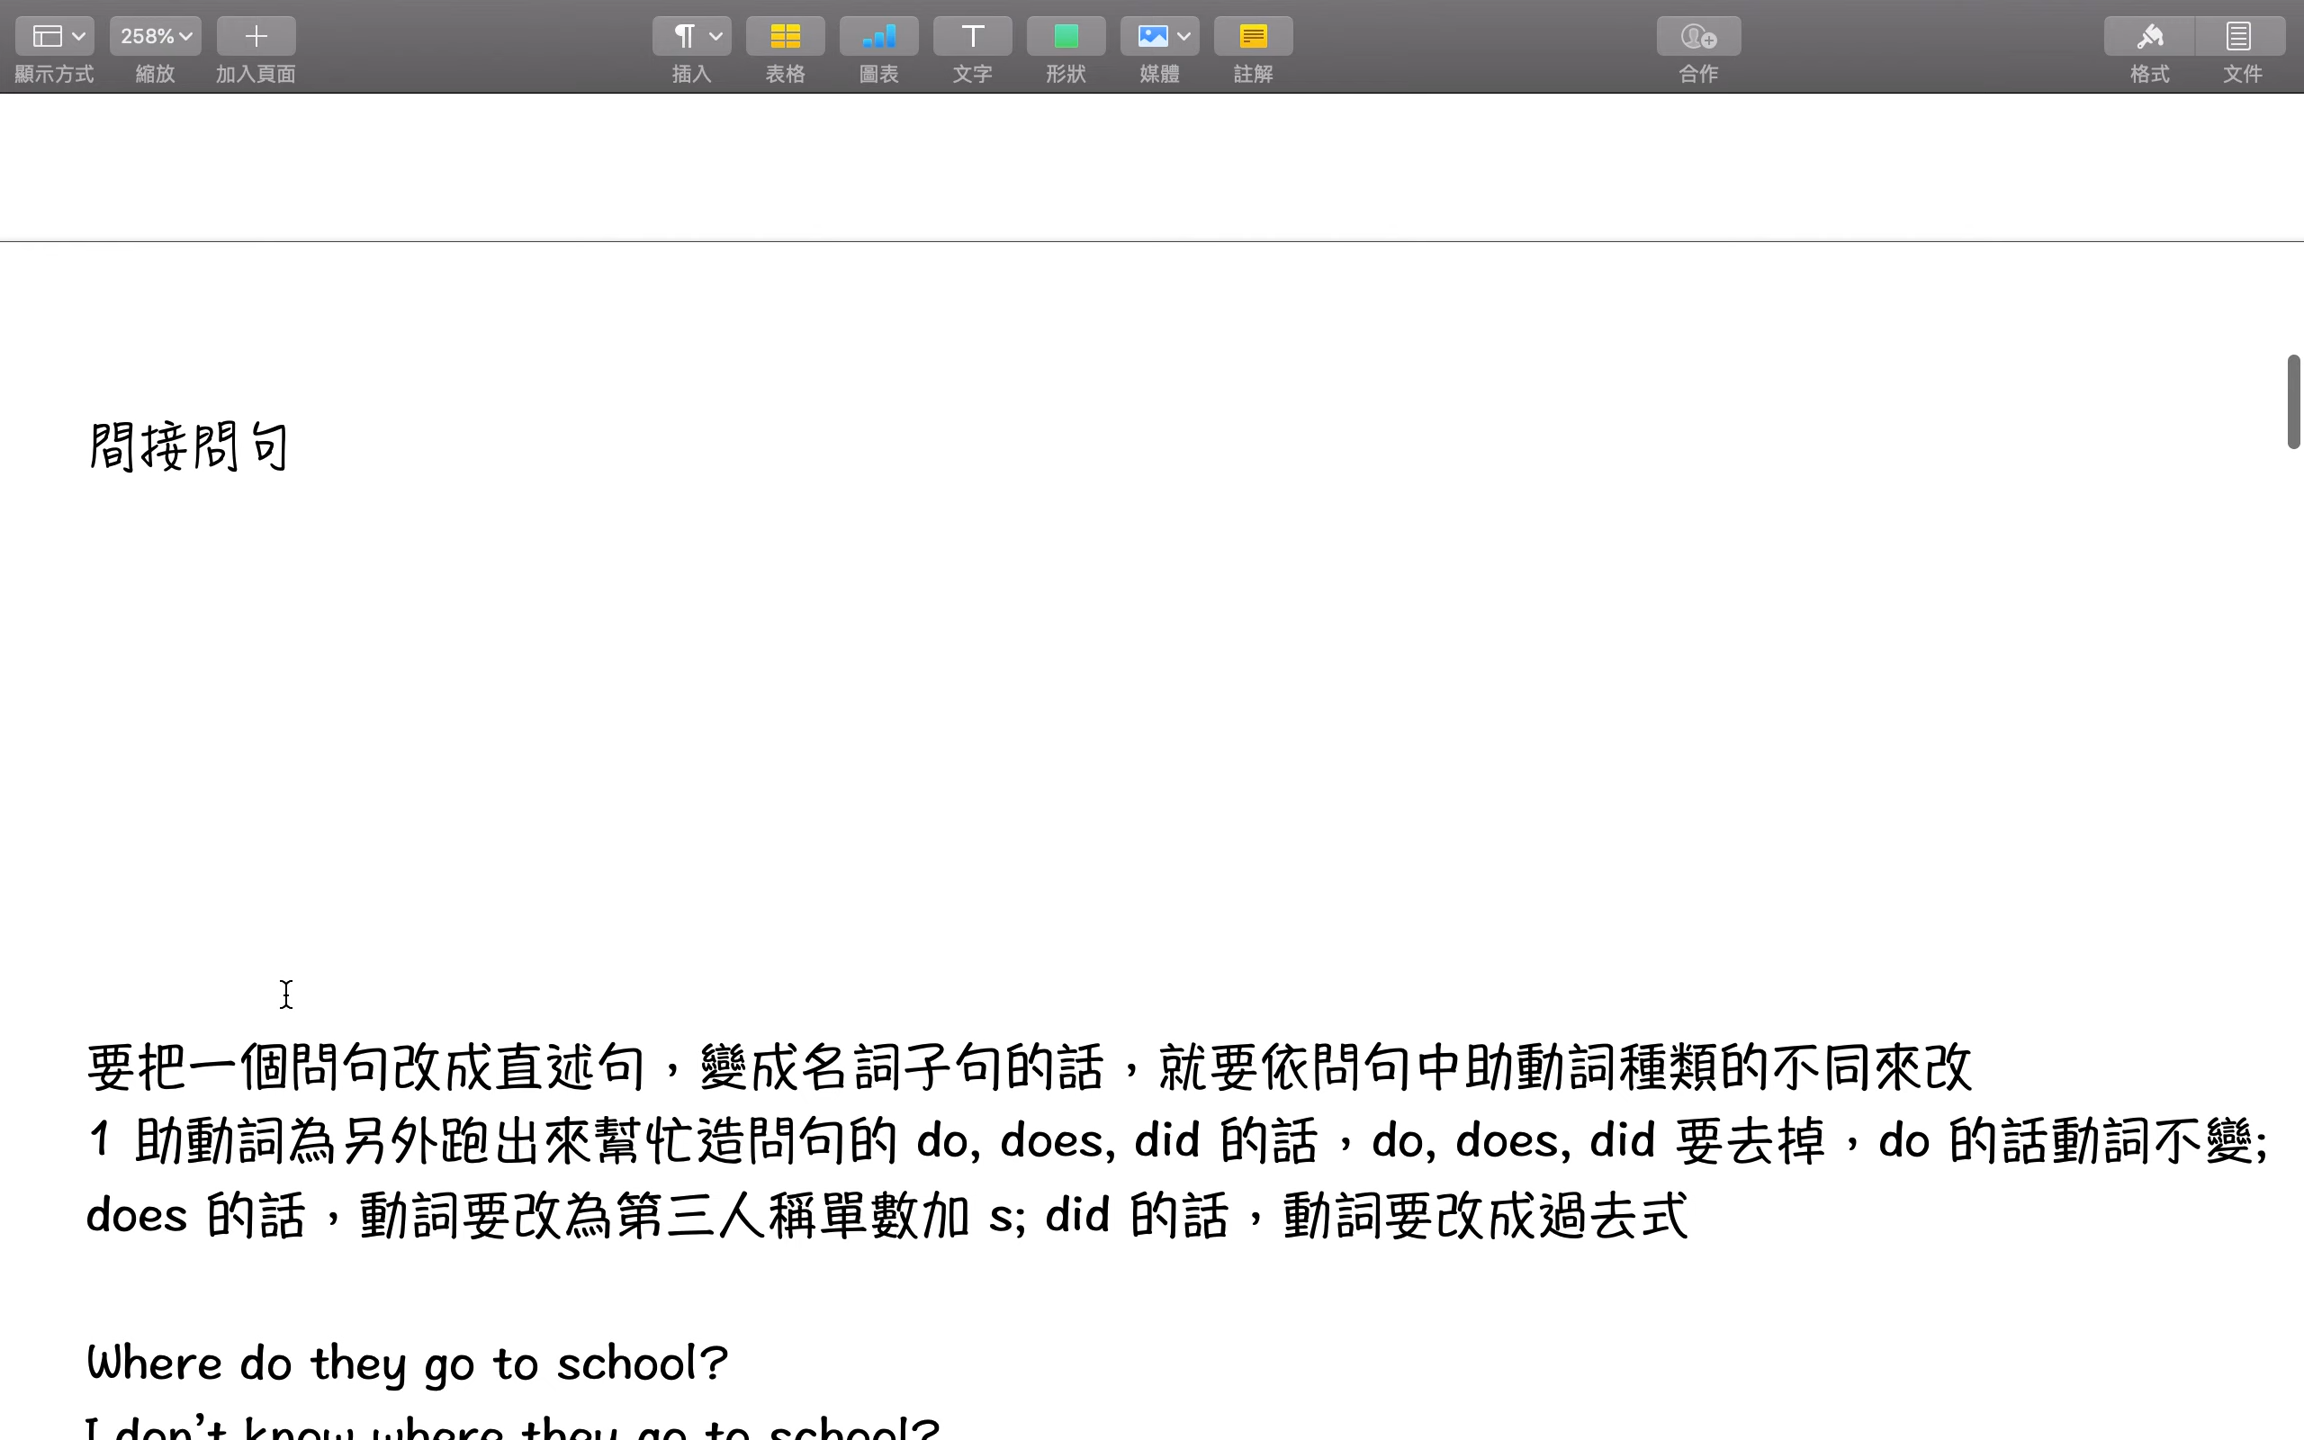 258%
顯示方式 縮放 加入頁面 插入 表格 圖表 文字 形狀 媒體 註解 合作 格式 文件
間接問句
要把一個問句改成直述句，變成名詞子句的話，就要依問句中助動詞種類的不同來改
1 助動詞為另外跑出來幫忙造問句的 do, does, did 的話，do, does, did 要去掉，do 的話動詞不變;
does 的話，動詞要改為第三人稱單數加 s; did 的話，動詞要改成過去式
Where do they go to school?
I don't know where they go to school?